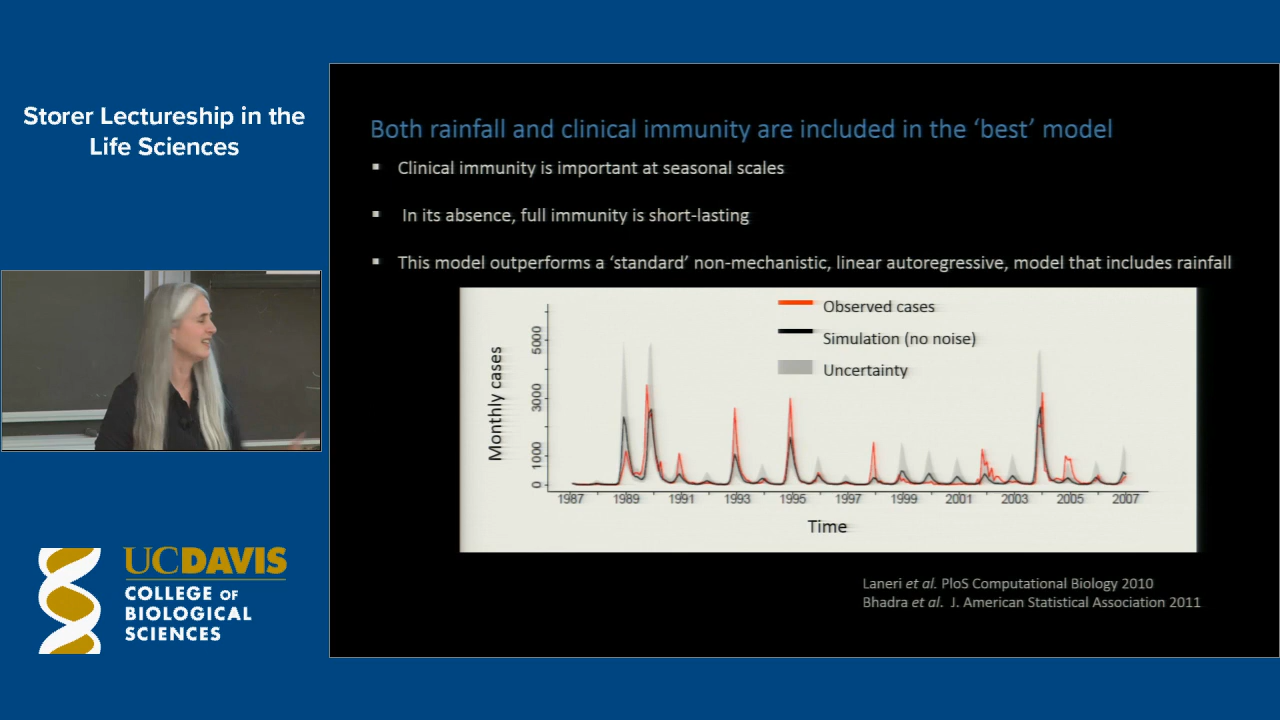 Storer Lectureship in the
Life Sciences
UCDAVIS
COLLEGE OF
BIOLOGICAL
SCIENCES
Both rainfall and clinical immunity are included in the ‘best’ model
▪ Clinical immunity is important at seasonal scales
▪ In its absence, full immunity is short-lasting
▪ This model outperforms a ‘standard’ non-mechanistic, linear autoregressive, model that includes rainfall
Observed cases
Simulation (no noise)
Uncertainty
Monthly cases
5000
3000
1000
0
1987 1989 1991 1993 1995 1997 1999 2001 2003 2005 2007
Time
Laneri et al. PloS Computational Biology 2010
Bhadra et al. J. American Statistical Association 2011